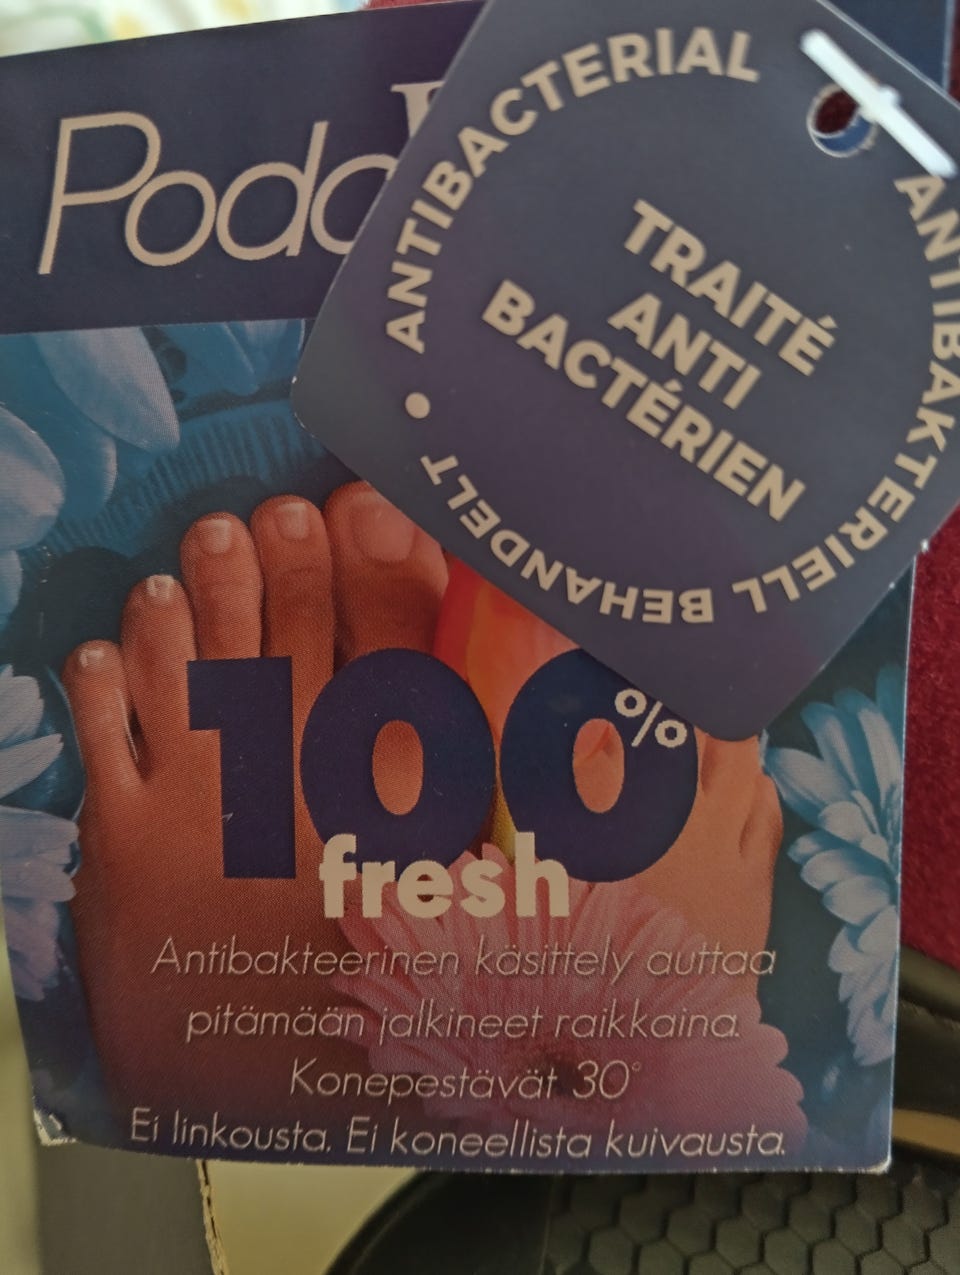 Podo
ANTIBACTERIAL
ANTIBAKTERIELL BEHANDELT
TRAITÉ
ANTI
BACTÉRIEN
100%
fresh
Antibakteerinen käsittely auttaa
pitämään jalkineet raikkaina.
Konepestävät 30°
Ei linkousta. Ei koneellista kuivausta.